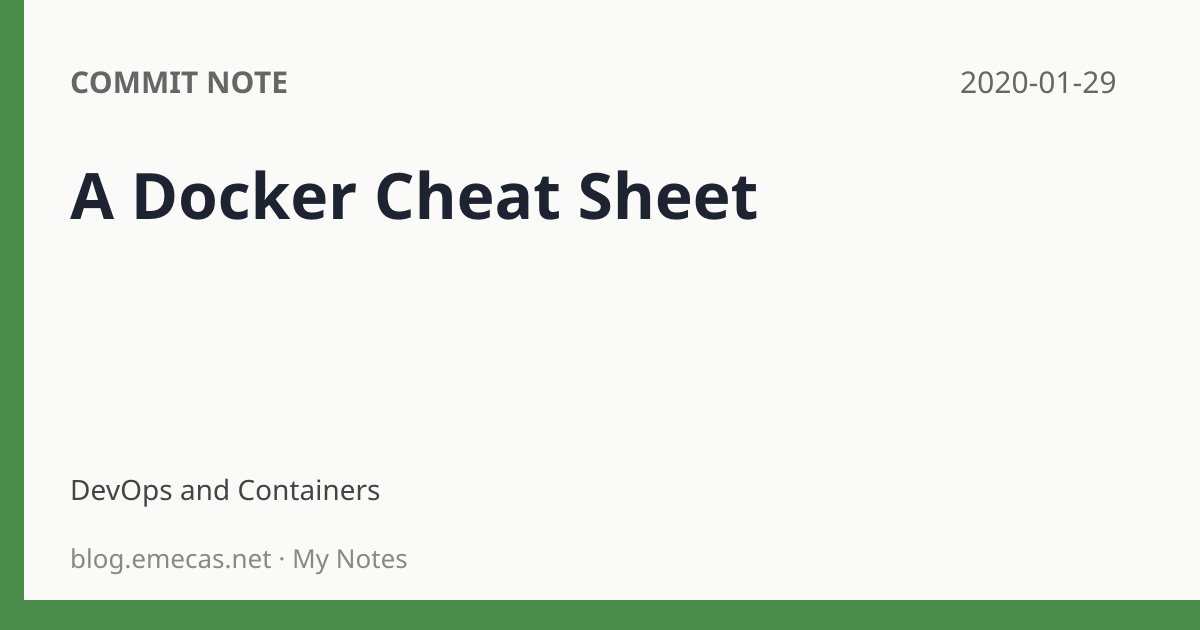 COMMIT NOTE 2020-01-29
A Docker Cheat Sheet
DevOps and Containers
blog.emecas.net · My Notes